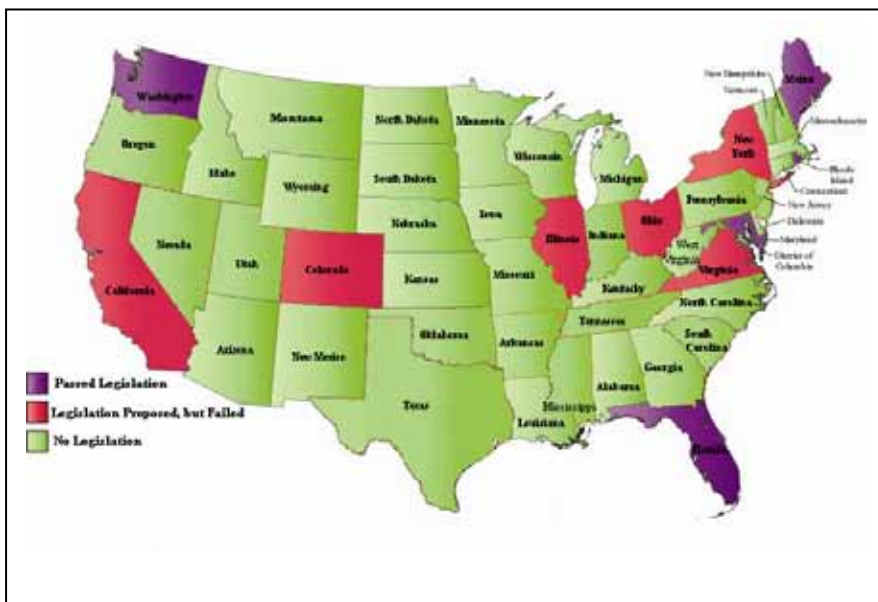 Washington
Montana
North Dakota
Minnesota
Maine
New Hampshire
Vermont
Massachusetts
Oregon
Idaho
Wyoming
South Dakota
Wisconsin
Michigan
New
York
Rhode
Island
Connecticut
Nevada
Utah
Colorado
Nebraska
Iowa
Illinois
Indiana
Ohio
Pennsylvania
New Jersey
Delaware
Maryland
District of
Columbia
West
Virginia
Virginia
California
Kansas
Missouri
Kentucky
North Carolina
Tennessee
South
Carolina
Arizona
New Mexico
Oklahoma
Arkansas
Texas
Louisiana
Mississippi
Alabama
Georgia
Florida
Passed Legislation
Legislation Proposed, but Failed
No Legislation